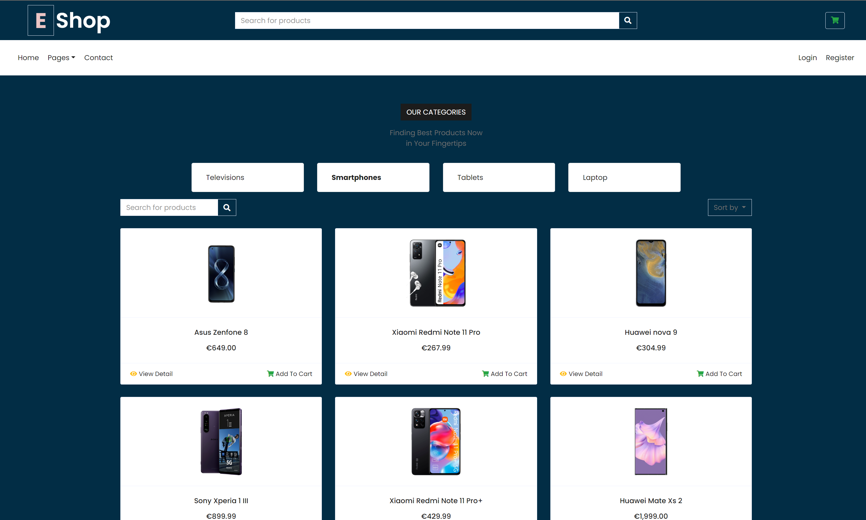 E Shop
Search for products
Home Pages Contact
Login Register
OUR CATEGORIES
Finding Best Products Now
in Your Fingertips
Televisions
Smartphones
Tablets
Laptop
Search for products
Sort by
Redmi Note 11 Pro
Asus Zenfone 8
€649.00
View Detail Add To Cart
Xiaomi Redmi Note 11 Pro
€267.99
View Detail Add To Cart
Huawei nova 9
€304.99
View Detail Add To Cart
Sony Xperia 1 III
€899.99
Xiaomi Redmi Note 11 Pro+
€429.99
Huawei Mate Xs 2
€1,999.00